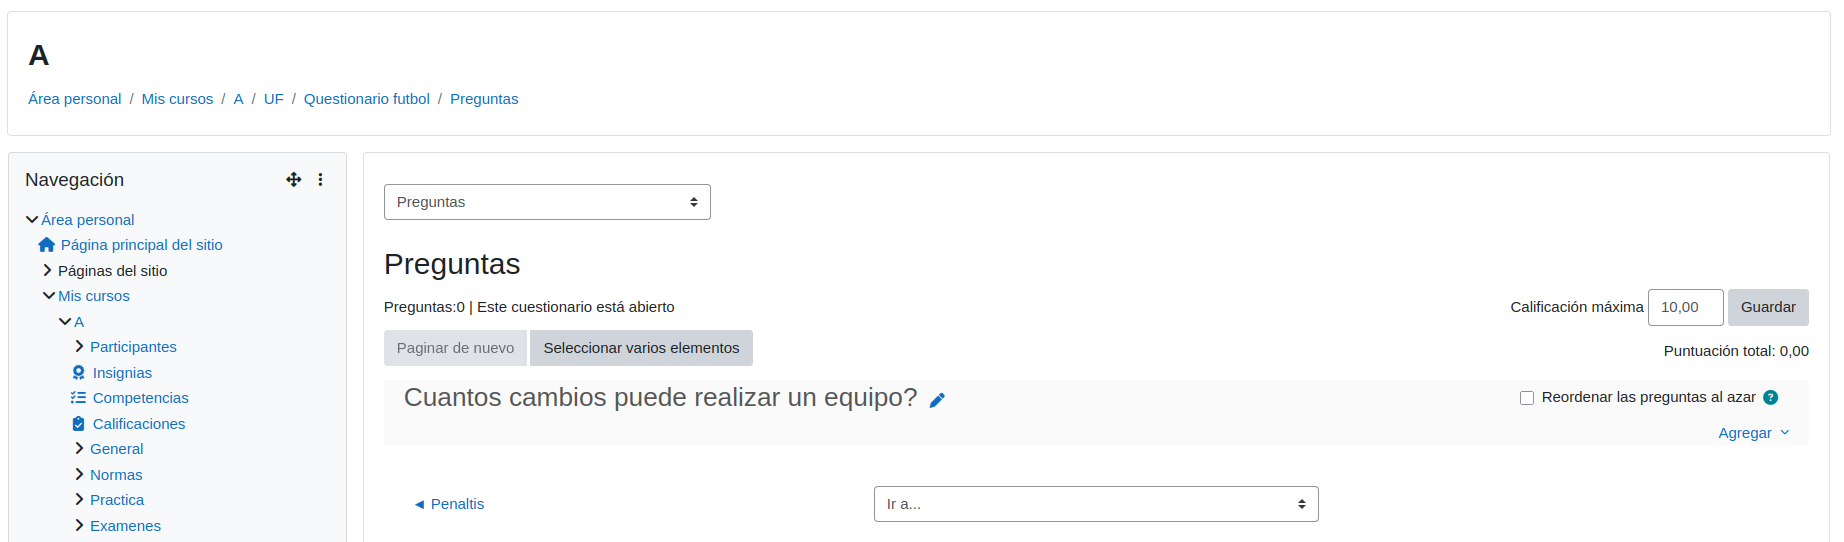 A
Área personal / Mis cursos / A / UF / Questionario futbol / Preguntas
Navegación
Área personal
Página principal del sitio
Páginas del sitio
Mis cursos
A
Participantes
Insignias
Competencias
Calificaciones
General
Normas
Practica
Examenes
Preguntas
Preguntas
Preguntas:0 | Este cuestionario está abierto
Calificación máxima 10,00 Guardar
Paginar de nuevo Seleccionar varios elementos
Puntuación total: 0,00
Cuantos cambios puede realizar un equipo?
Reordenar las preguntas al azar ?
Agregar
◄ Penaltis
Ir a...